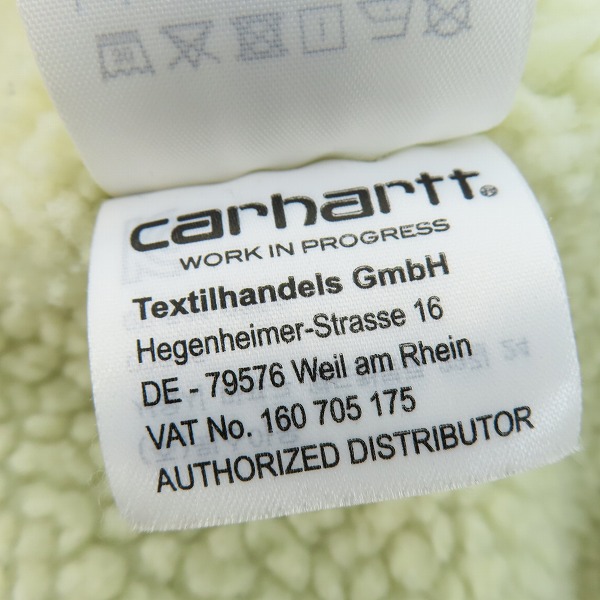 carhartt®
WORK IN PROGRESS
Textilhandels GmbH
Hegenheimer-Strasse 16
DE - 79576 Weil am Rhein
VAT No. 160 705 175
AUTHORIZED DISTRIBUTOR